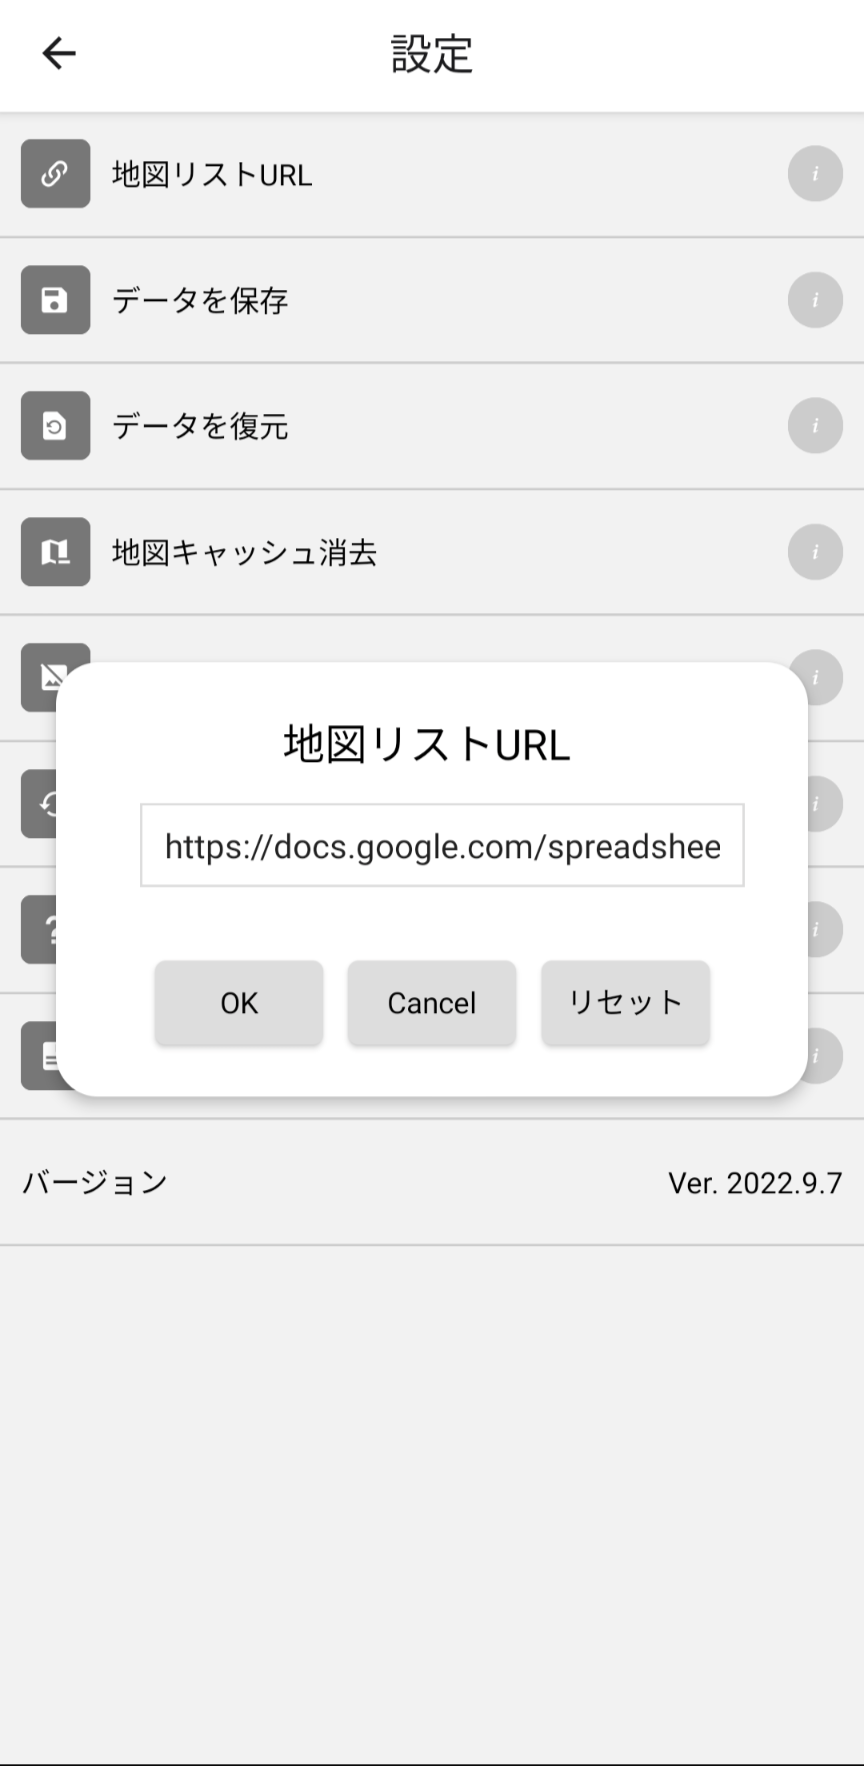 設定
地図リストURL
データを保存
データを復元
地図キャッシュ消去
地図リストURL
https://docs.google.com/spreadshee
OK
Cancel
リセット
バージョン
Ver. 2022.9.7